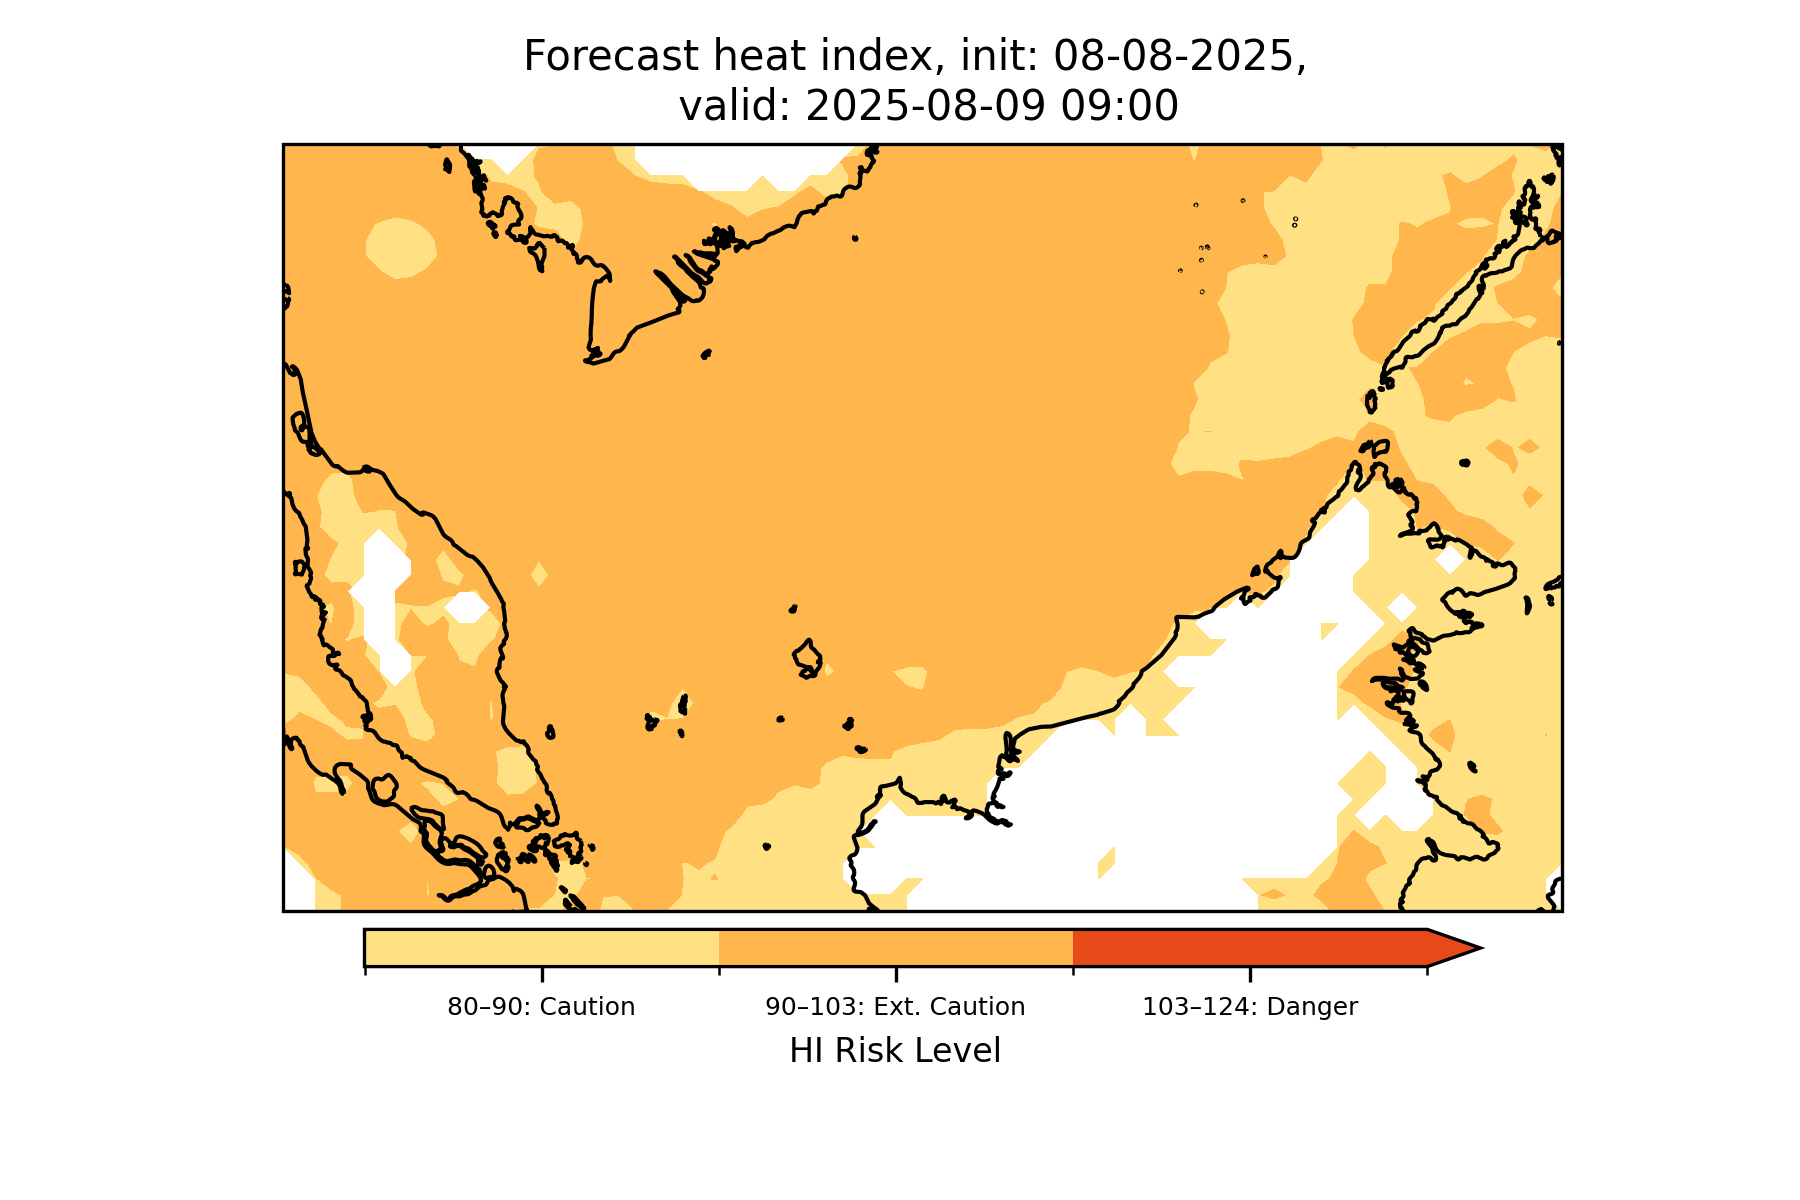 Forecast heat index, init: 08-08-2025,
valid: 2025-08-09 09:00
80–90: Caution
90–103: Ext. Caution
103–124: Danger
HI Risk Level